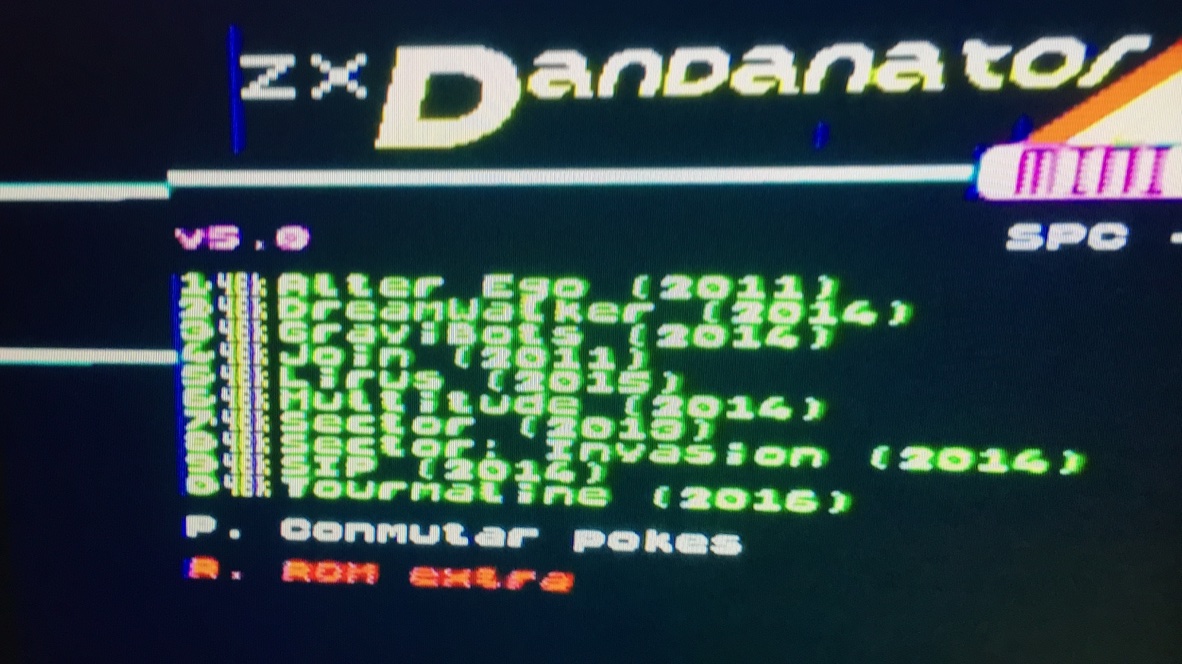 ZX Dandanator
MINI
v5.0
SPC -
1. Alter Ego (2011)
2. Dreamwalker (2014)
3. GraviBots (2014)
4. Join (2011)
5. Lirus (2015)
6. Multitude (2014)
7. Sector (2013)
8. Sector: Invasion (2014)
9. SIP (2014)
0. Tourmaline (2016)
P. Conmutar pokes
R. ROM extra